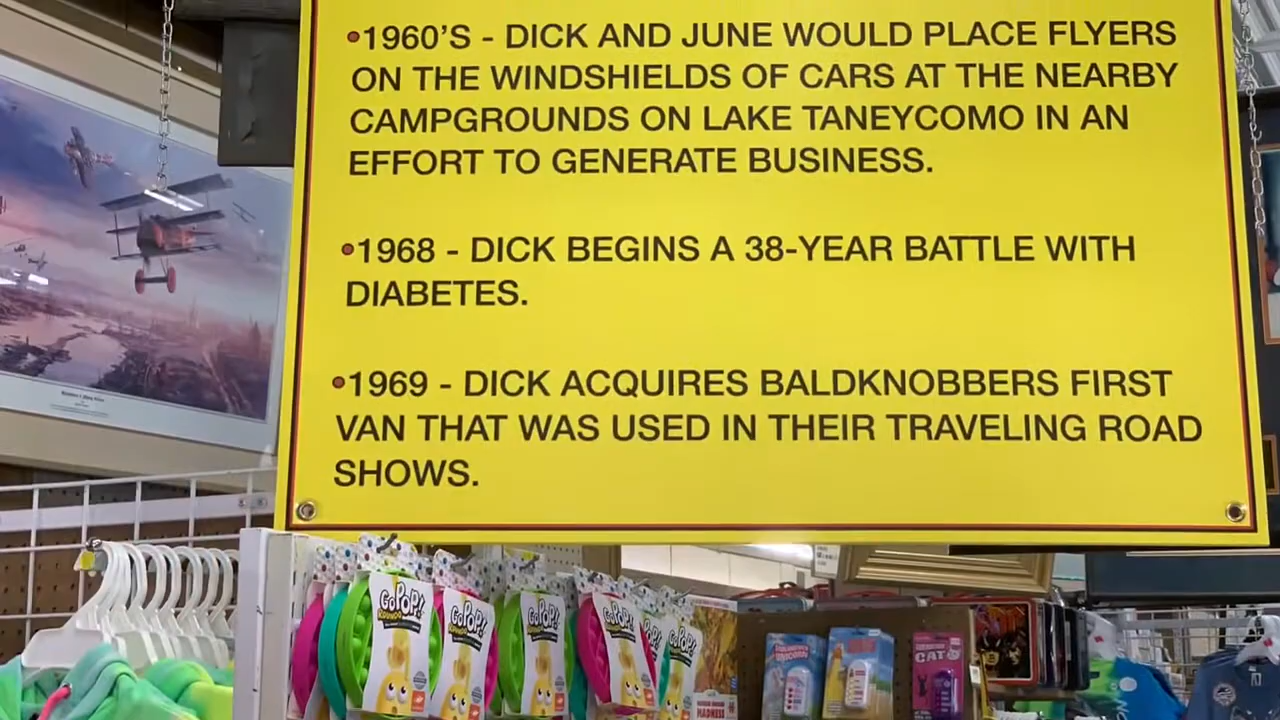 •1960'S - DICK AND JUNE WOULD PLACE FLYERS
ON THE WINDSHIELDS OF CARS AT THE NEARBY
CAMPGROUNDS ON LAKE TANEYCOMO IN AN
EFFORT TO GENERATE BUSINESS.
•1968 - DICK BEGINS A 38-YEAR BATTLE WITH
DIABETES.
•1969 - DICK ACQUIRES BALDKNOBBERS FIRST
VAN THAT WAS USED IN THEIR TRAVELING ROAD
SHOWS.
GoPOP!
GoPOP!
GoPOP!
GoPOP!
GoPOP!
CAT
MADNESS